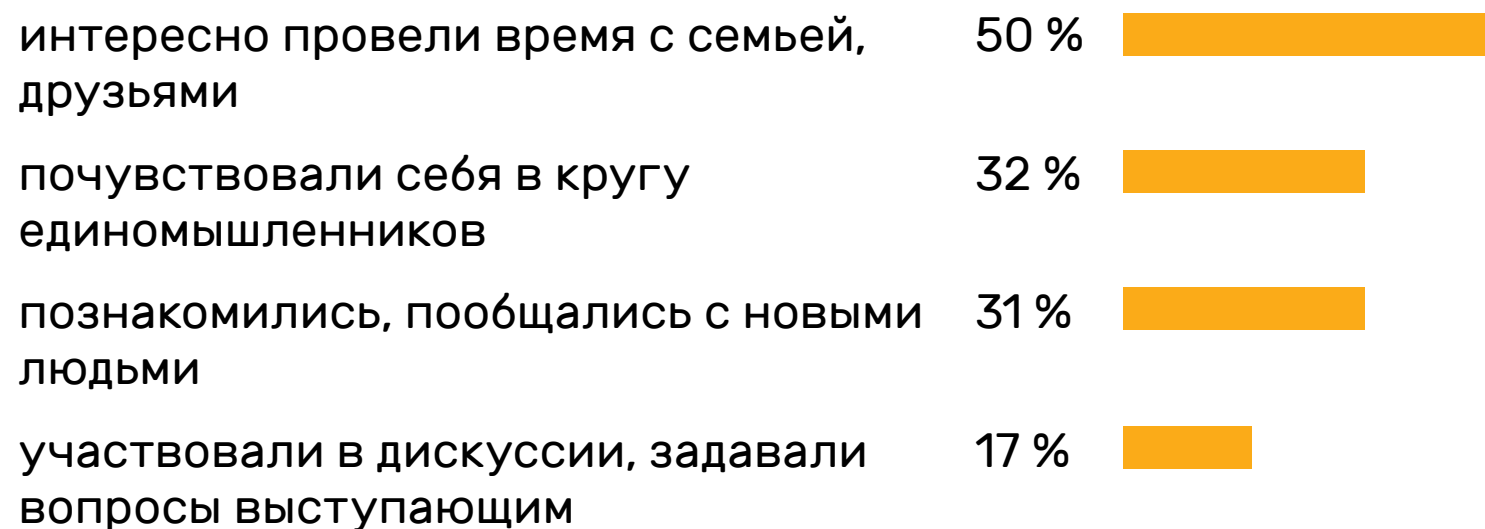 интересно провели время с семьей, 50 %
друзьями
почувствовали себя в кругу 32 %
единомышленников
познакомились, пообщались с новыми 31 %
людьми
участвовали в дискуссии, задавали 17 %
вопросы выступающим